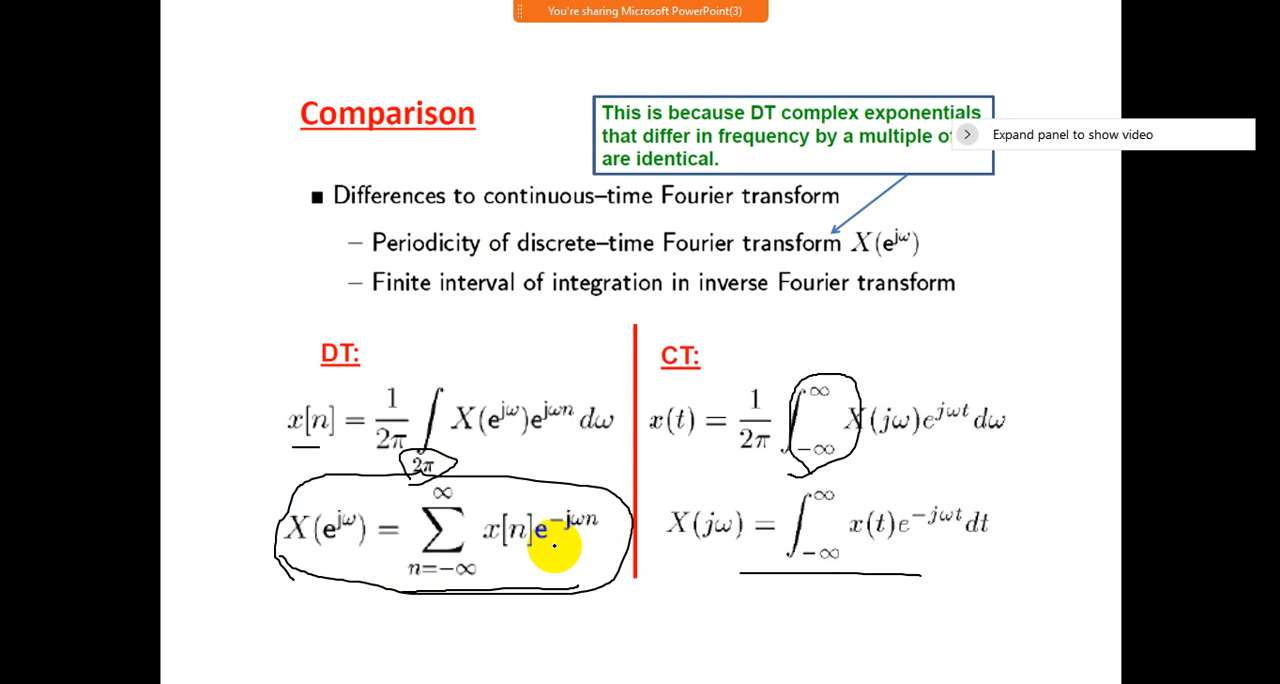 You're sharing Microsoft PowerPoint(3)
Comparison
This is because DT complex exponentials
that differ in frequency by a multiple
are identical.
Expand panel to show video
■ Differences to continuous–time Fourier transform
– Periodicity of discrete–time Fourier transform X(e^{jω})
– Finite interval of integration in inverse Fourier transform
DT:
x[n] = \frac{1}{2π} ∫_{2π} X(e^{jω})e^{jωn} dω
X(e^{jω}) = ∑_{n=−∞}^{∞} x[n]e^{−jωn}
CT:
x(t) = \frac{1}{2π} ∫_{−∞}^{∞} X(jω)e^{jωt} dω
X(jω) = ∫_{−∞}^{∞} x(t)e^{−jωt} dt